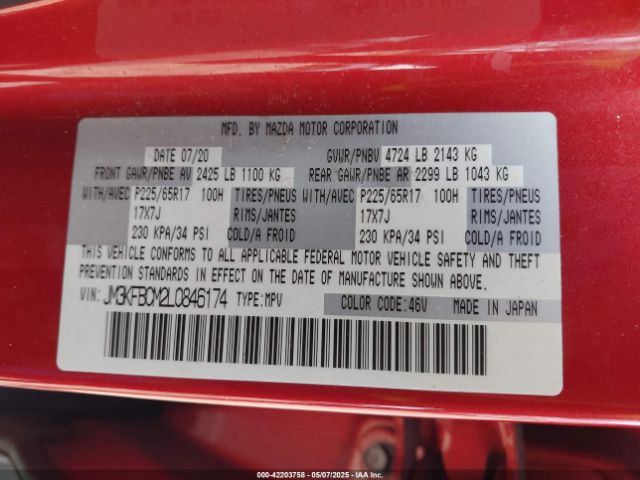 MFD. BY MAZDA MOTOR CORPORATION
DATE 07/20 GVWR/PNBV 4724 LB 2143 KG
FRONT GAWR/PNBE AV 2425 LB 1100 KG REAR GAWR/PNBE AR 2299 LB 1043 KG
WITH/AVEC P225/65R17 100H TIRES/PNEUS WITH/AVEC P225/65R17 100H TIRES/PNEUS
17X7J RIMS/JANTES 17X7J RIMS/JANTES
230 KPA/34 PSI COLD/A FROID 230 KPA/34 PSI COLD/A FROID
THIS VEHICLE CONFORMS TO ALL APPLICABLE FEDERAL MOTOR VEHICLE SAFETY AND THEFT
PREVENTION STANDARDS IN EFFECT ON THE DATE OF MANUFACTURE SHOWN ABOVE.
VIN: JM3KFBCM2L0846174 TYPE:MPV COLOR CODE:46V MADE IN JAPAN
000-42203758 - 05/07/2025 - IAAI.COM